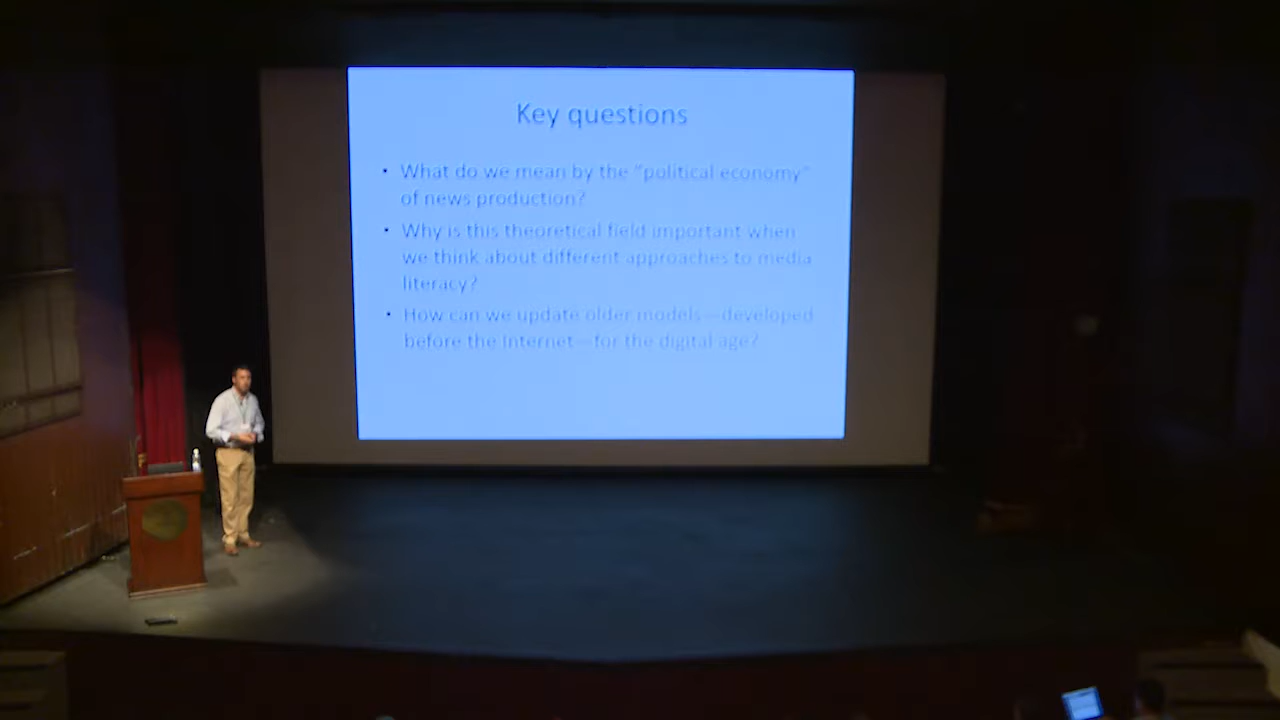 Key questions
• What do we mean by the "political economy"
of news production?
• Why is this theoretical field important when
we think about different approaches to media
literacy?
• How can we update older models—developed
before the Internet—for the digital age?